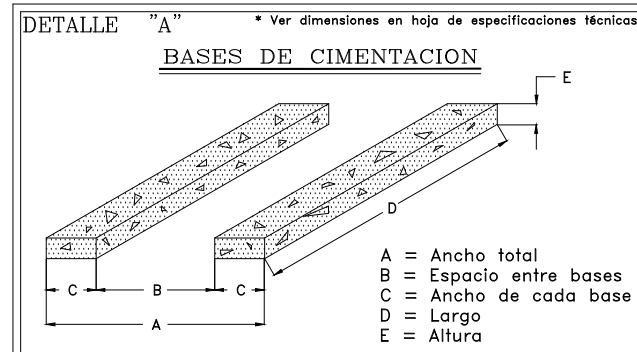 DETALLE "A"
* Ver dimensiones en hoja de especificaciones técnicas
BASES DE CIMENTACION
E
D
C
B
C
A
A = Ancho total
B = Espacio entre bases
C = Ancho de cada base
D = Largo
E = Altura